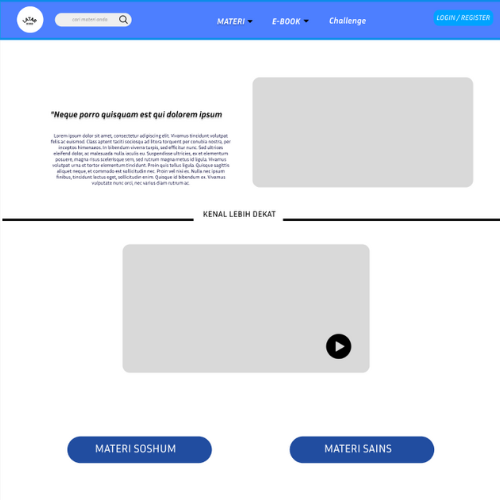 cari materi anda
MATERI
E-BOOK
Challenge
LOGIN / REGISTER
"Neque porro quisquam est qui dolorem ipsum
Lorem ipsum dolor sit amet, consectetur adipiscing elit. Vivamus tincidunt volutpat
felis ac euismod. Class aptent taciti sociosqu ad litora torquent per conubia nostra, per
inceptos himenaeos. In bibendum viverra turpis, sed efficitur nunc. Sed ultrices
eleifend dolor, ac malesuada nulla iaculis eu. Suspendisse ultricies, ex et elementum
posuere, magna risus scelerisque sem, sed rutrum magna metus id ligula. Vivamus
volutpat urna et tortor elementum tincidunt. Proin quis tellus ligula. Quisque sagittis
aliquet neque, et commodo est sollicitudin nec. Proin vel nisi ex. Nulla nec ipsum
finibus, tincidunt lectus eget, sollicitudin enim. Quisque id bibendum ex. Vivamus
vulputate nunc orci, nec varius diam rutrum ac.
KENAL LEBIH DEKAT
MATERI SOSHUM
MATERI SAINS